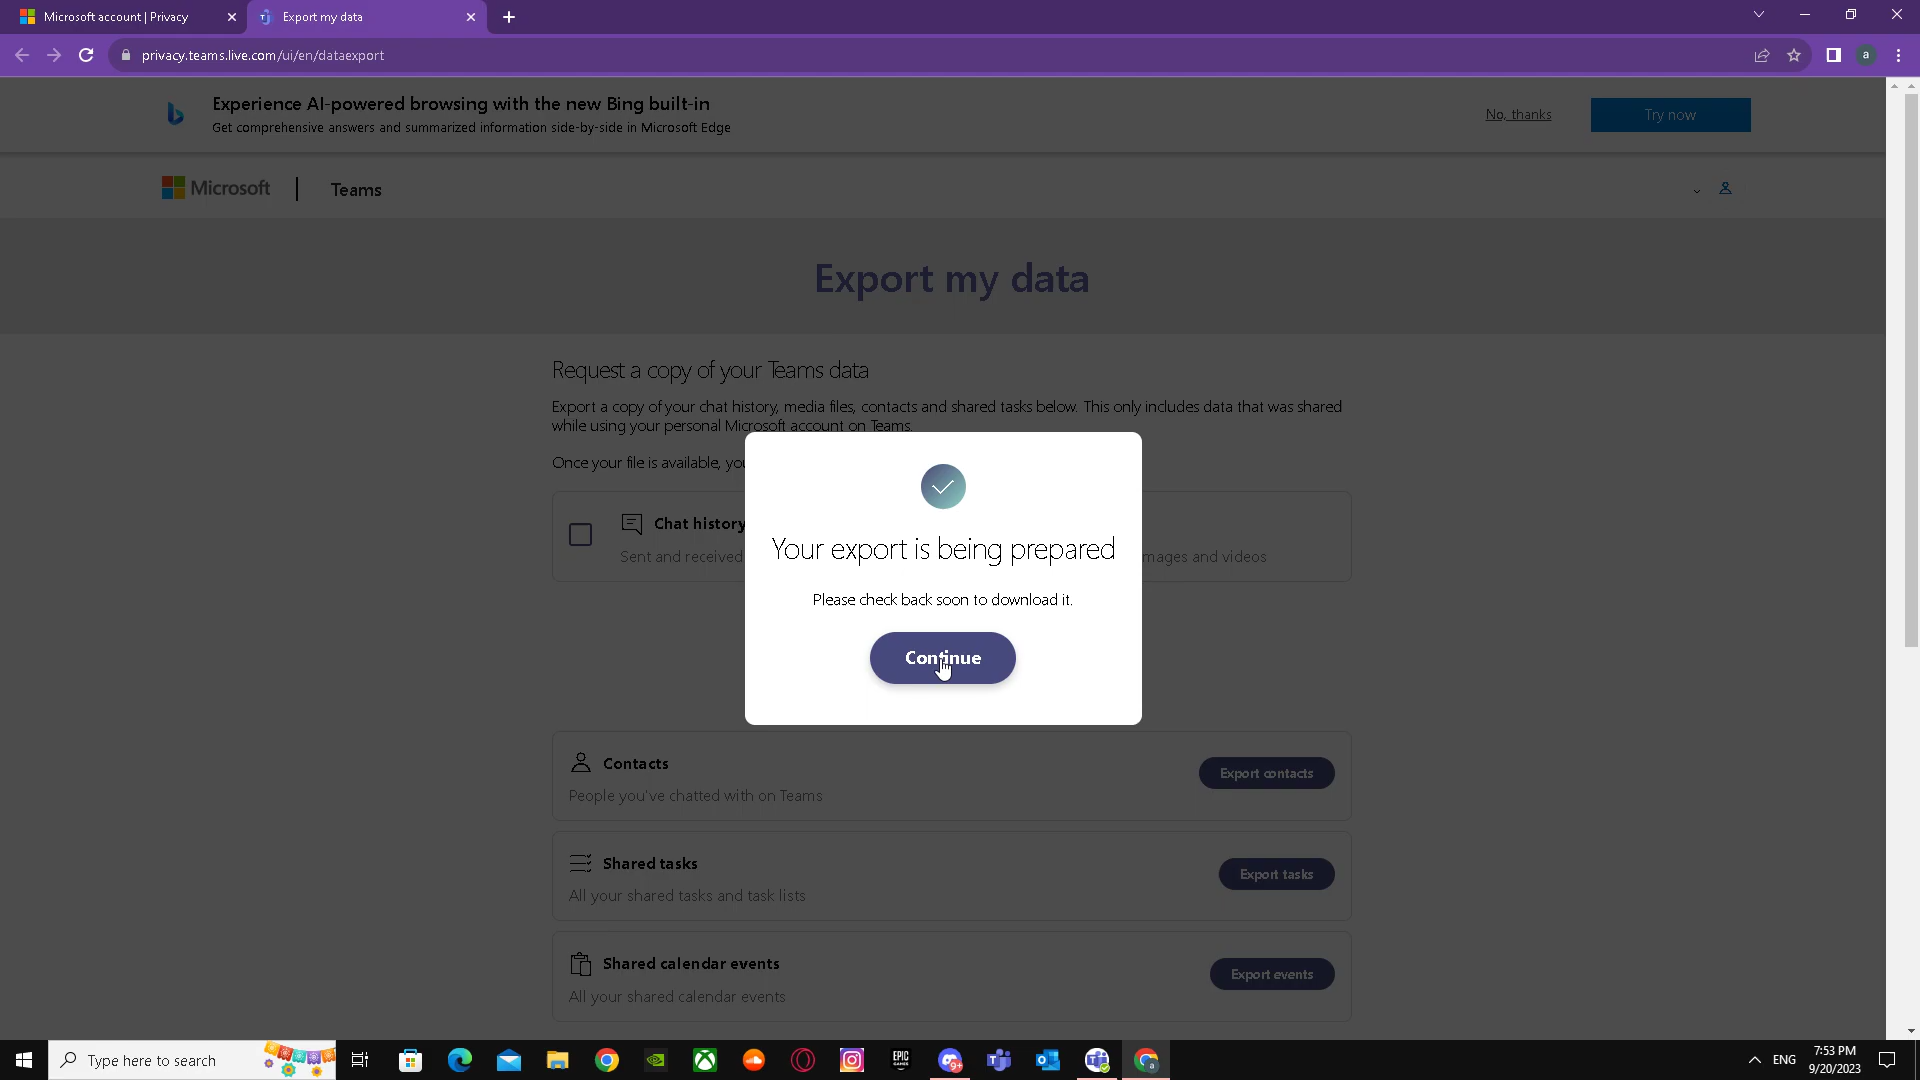 Microsoft account | Privacy
Export my data
privacy.teams.live.com/ui/en/dataexport
a
Experience AI-powered browsing with the new Bing built-in
Get comprehensive answers and summarized information side-by-side in Microsoft Edge
No, thanks
Try now
Microsoft
Teams
Export my data
Request a copy of your Teams data
Export a copy of your chat history, media files, contacts and shared tasks below. This only includes data that was shared
while using your personal Microsoft account on Teams.
Once your file is available, you
Chat history
Sent and received
mages and videos
Your export is being prepared
Please check back soon to download it.
Continue
Contacts
People you've chatted with on Teams
Export contacts
Shared tasks
All your shared tasks and task lists
Export tasks
Shared calendar events
All your shared calendar events
Export events
Type here to search
EPIC
GAMES
9+
ENG
7:53 PM
9/20/2023